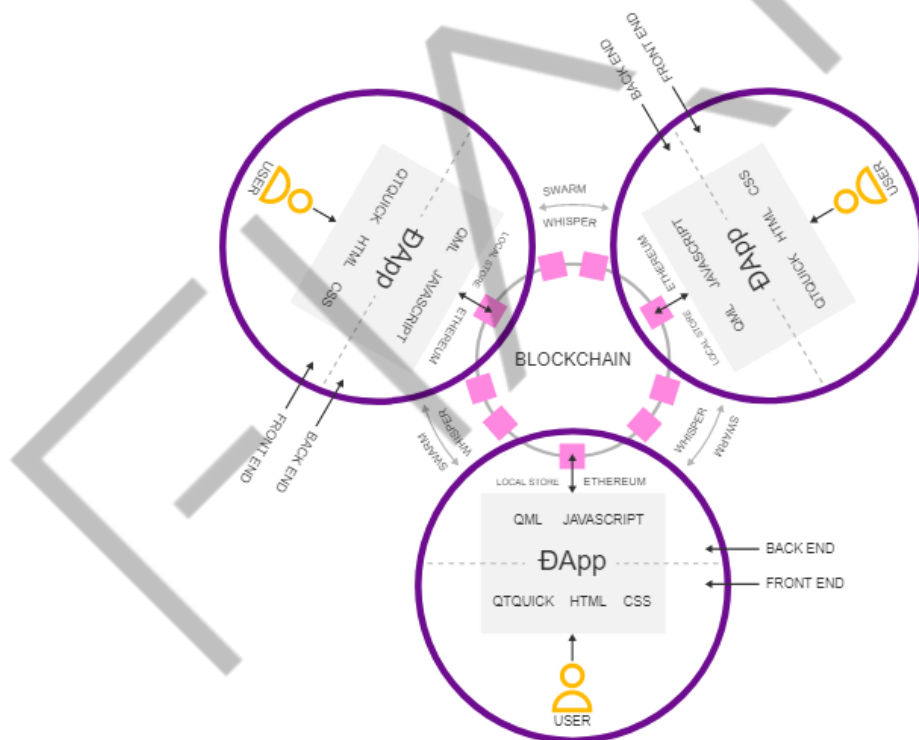 BACK END
FRONT END
USER
QTQUICK HTML CSS
ĐApp
QML JAVASCRIPT
LOCAL STORE ETHEREUM
FRONT END
BACK END
SWARM
WHISPER
USER
CSS HTML QTQUICK
ĐApp
JAVASCRIPT QML
ETHEREUM LOCAL STORE
BLOCKCHAIN
WHISPER
SWARM
WHISPER
SWARM
LOCAL STORE ETHEREUM
QML JAVASCRIPT
ĐApp
QTQUICK HTML CSS
BACK END
FRONT END
USER